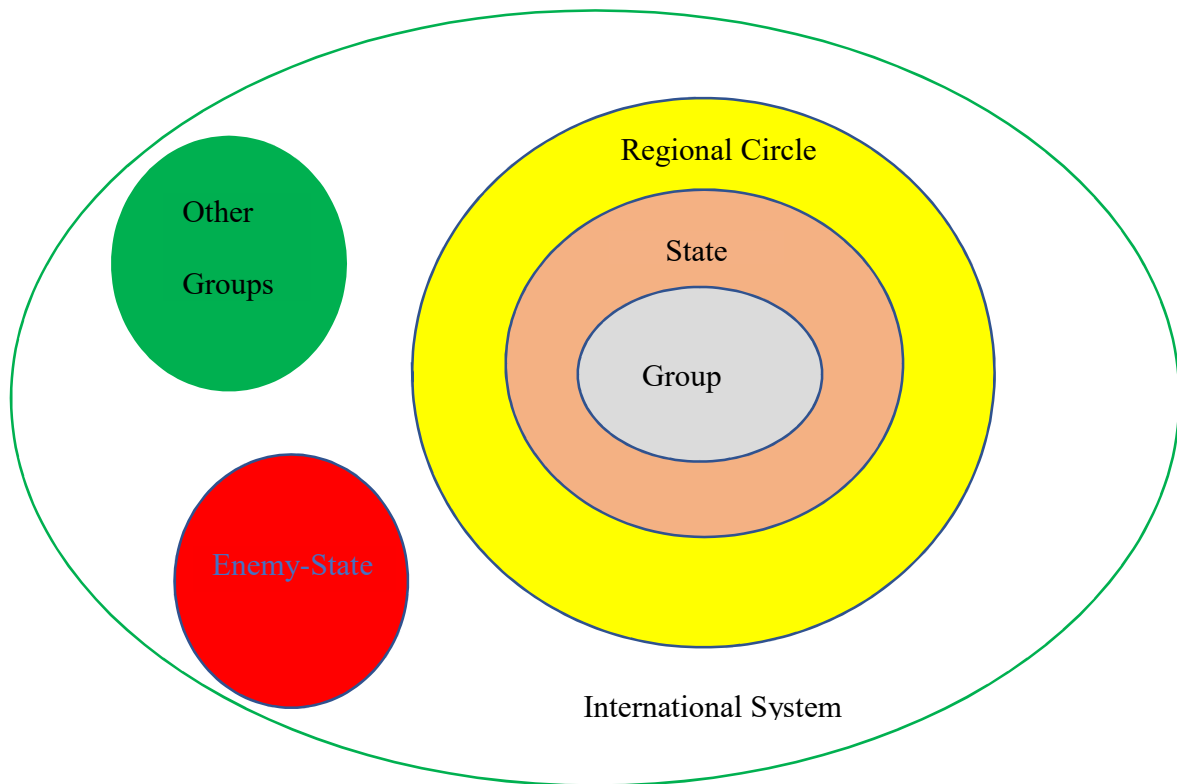 Regional Circle
Other
Groups
State
Group
Enemy-State
International System